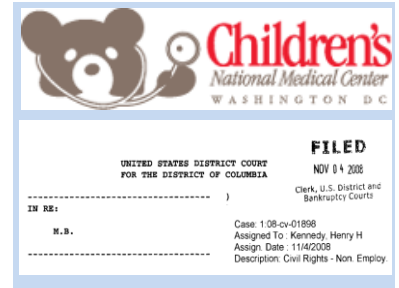 Children's
National Medical Center
WASHINGTON DC
FILED
NOV 04 2008
Clerk, U.S. District and
Bankruptcy Courts
UNITED STATES DISTRICT COURT
FOR THE DISTRICT OF COLUMBIA
---------------------------------- )
IN RE:
M.B.
----------------------------------
Case: 1:08-cv-01898
Assigned To : Kennedy, Henry H
Assign. Date : 11/4/2008
Description: Civil Rights - Non. Employ.